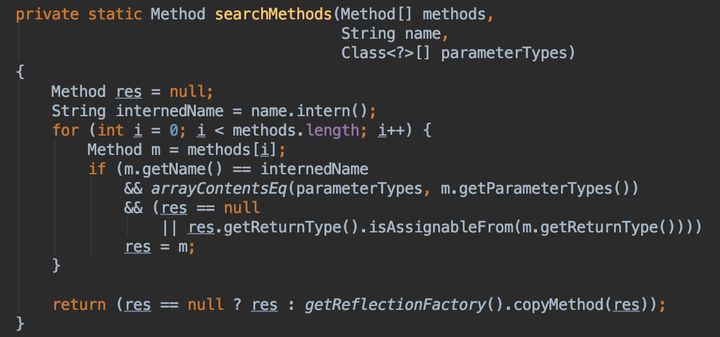 private static Method searchMethods(Method[] methods,
                                    String name,
                                    Class<?>[] parameterTypes)
{
    Method res = null;
    String internedName = name.intern();
    for (int i = 0; i < methods.length; i++) {
        Method m = methods[i];
        if (m.getName() == internedName
            && arrayContentsEq(parameterTypes, m.getParameterTypes())
            && (res == null
                || res.getReturnType().isAssignableFrom(m.getReturnType())))
            res = m;
    }

    return (res == null ? res : getReflectionFactory().copyMethod(res));
}